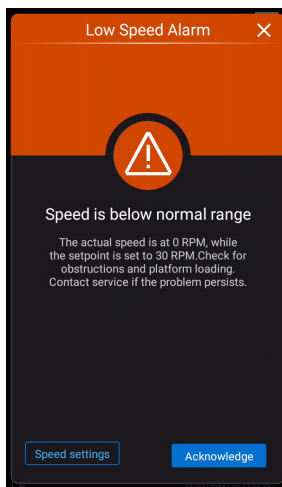 Low Speed Alarm
Speed is below normal range
The actual speed is at 0 RPM, while
the setpoint is set to 30 RPM.Check for
obstructions and platform loading.
Contact service if the problem persists.
Speed settings
Acknowledge